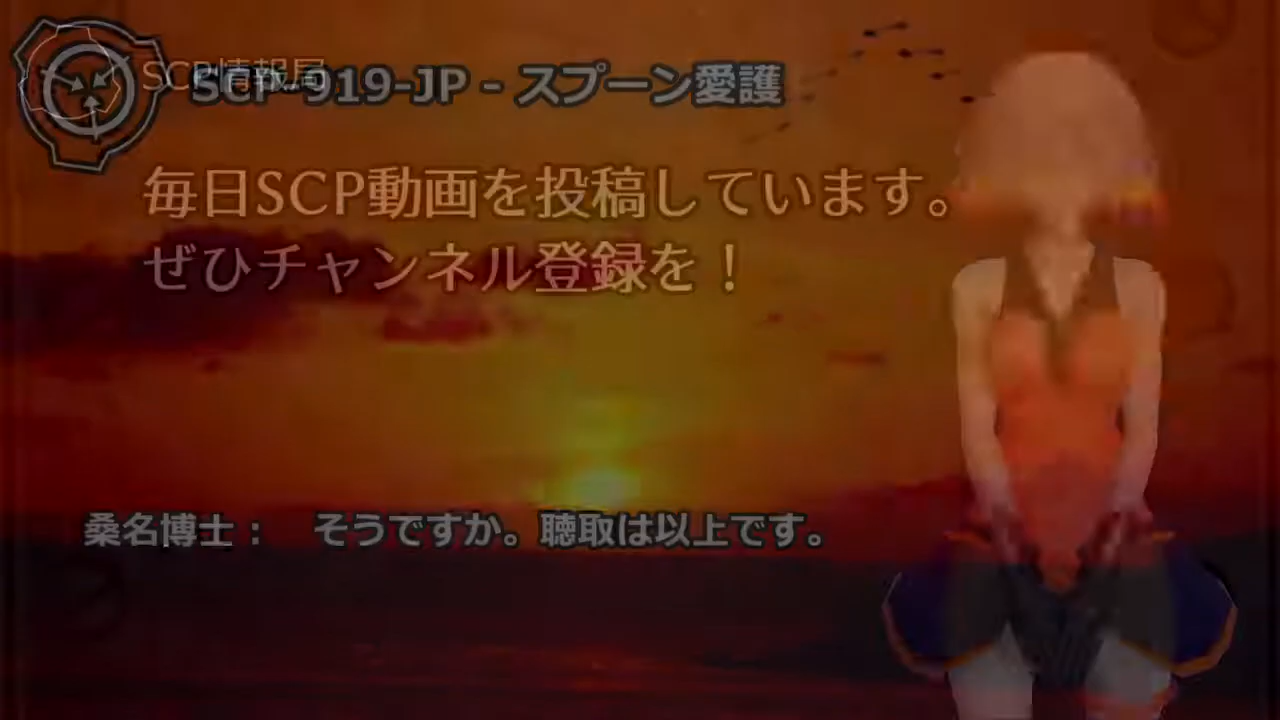 SCP情報局
SCP-919-JP - スプーン愛護
毎日SCP動画を投稿しています。
ぜひチャンネル登録を！
桑名博士： そうですか。聴取は以上です。